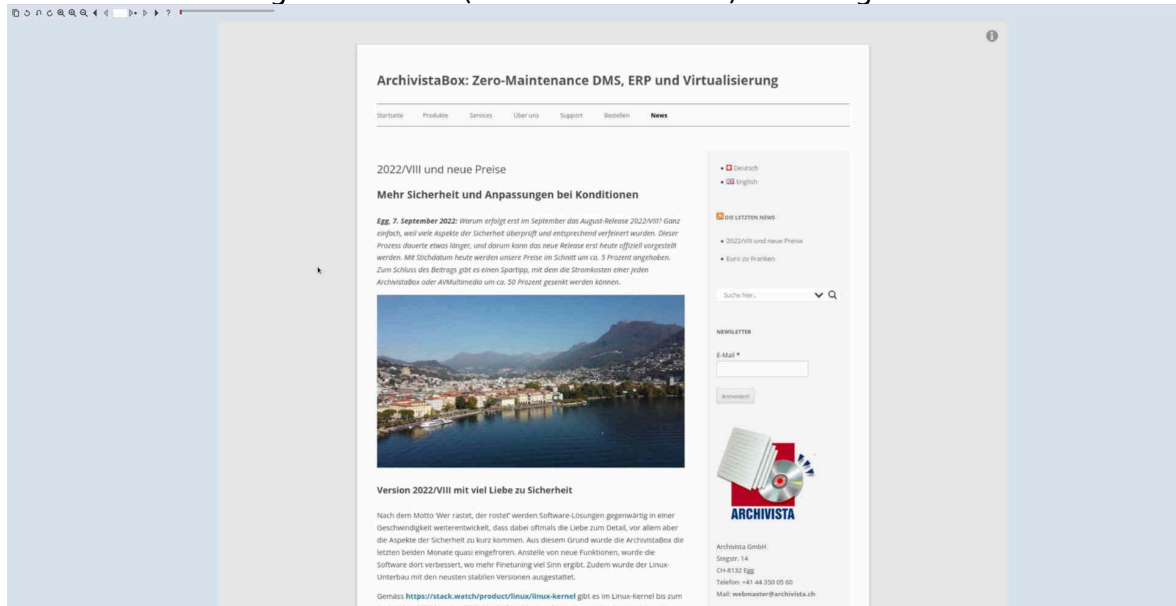 ?
ArchivistaBox: Zero-Maintenance DMS, ERP und Virtualisierung
Startseite Produkte Services Über uns Support Bestellen News
2022/VIII und neue Preise
Mehr Sicherheit und Anpassungen bei Konditionen
Egg, 7. September 2022: Warum erfolgt erst im September das August-Release 2022/VIII? Ganz
einfach, weil viele Aspekte der Sicherheit überprüft und entsprechend verfeinert wurden. Dieser
Prozess dauerte etwas länger, und darum kann das neue Release erst heute offiziell vorgestellt
werden. Mit Stichdatum heute werden unsere Preise im Schnitt um ca. 5 Prozent angehoben.
Zum Schluss des Beitrags gibt es einen Spartipp, mit dem die Stromkosten einer jeden
ArchivistaBox oder AVMultimedia um ca. 50 Prozent gesenkt werden können.
Version 2022/VIII mit viel Liebe zu Sicherheit
Nach dem Motto 'Wer rastet, der rostet' werden Software-Lösungen gegenwärtig in einer
Geschwindigkeit weiterentwickelt, dass dabei oftmals die Liebe zum Detail, vor allem aber
die Aspekte der Sicherheit zu kurz kommen. Aus diesem Grund wurde die ArchivistaBox die
letzten beiden Monate quasi eingefroren. Anstelle von neue Funktionen, wurde die
Software dort verbessert, wo mehr Finetuning viel Sinn ergibt. Zudem wurde der Linux-
Unterbau mit den neusten stabilen Versionen ausgestattet.
Gemäss https://stack.watch/product/linux/linux-kernel gibt es im Linux-Kernel bis zum
Deutsch
English
DIE LETZTEN NEWS
2022/VIII und neue Preise
Euro zu Franken
Suche hier..
NEWSLETTER
E-Mail *
Anmelden!
ARCHIVISTA
Archivista GmbH
Stegstr. 14
CH-8132 Egg
Telefon: +41 44 350 05 60
Mail: webmaster@archivista.ch